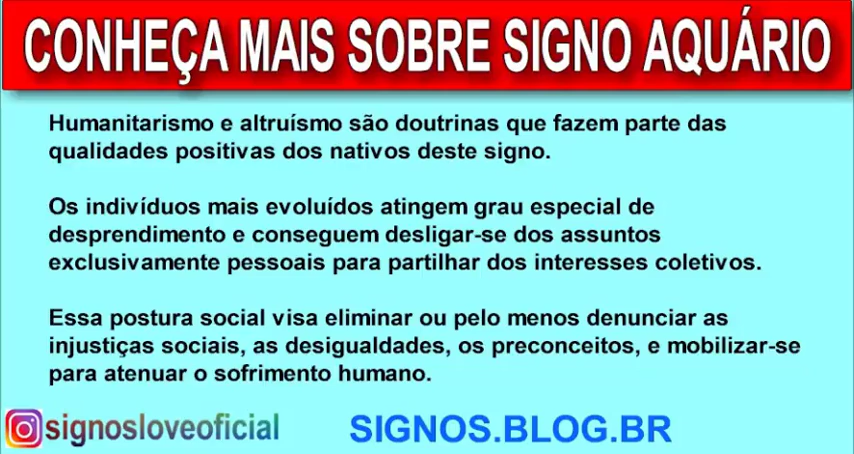 CONHEÇA MAIS SOBRE SIGNO AQUÁRIO
Humanitarismo e altruísmo são doutrinas que fazem parte das
qualidades positivas dos nativos deste signo.
Os indivíduos mais evoluídos atingem grau especial de
desprendimento e conseguem desligar-se dos assuntos
exclusivamente pessoais para partilhar dos interesses coletivos.
Essa postura social visa eliminar ou pelo menos denunciar as
injustiças sociais, as desigualdades, os preconceitos, e mobilizar-se
para atenuar o sofrimento humano.
signosloveoficial
SIGNOS.BLOG.BR